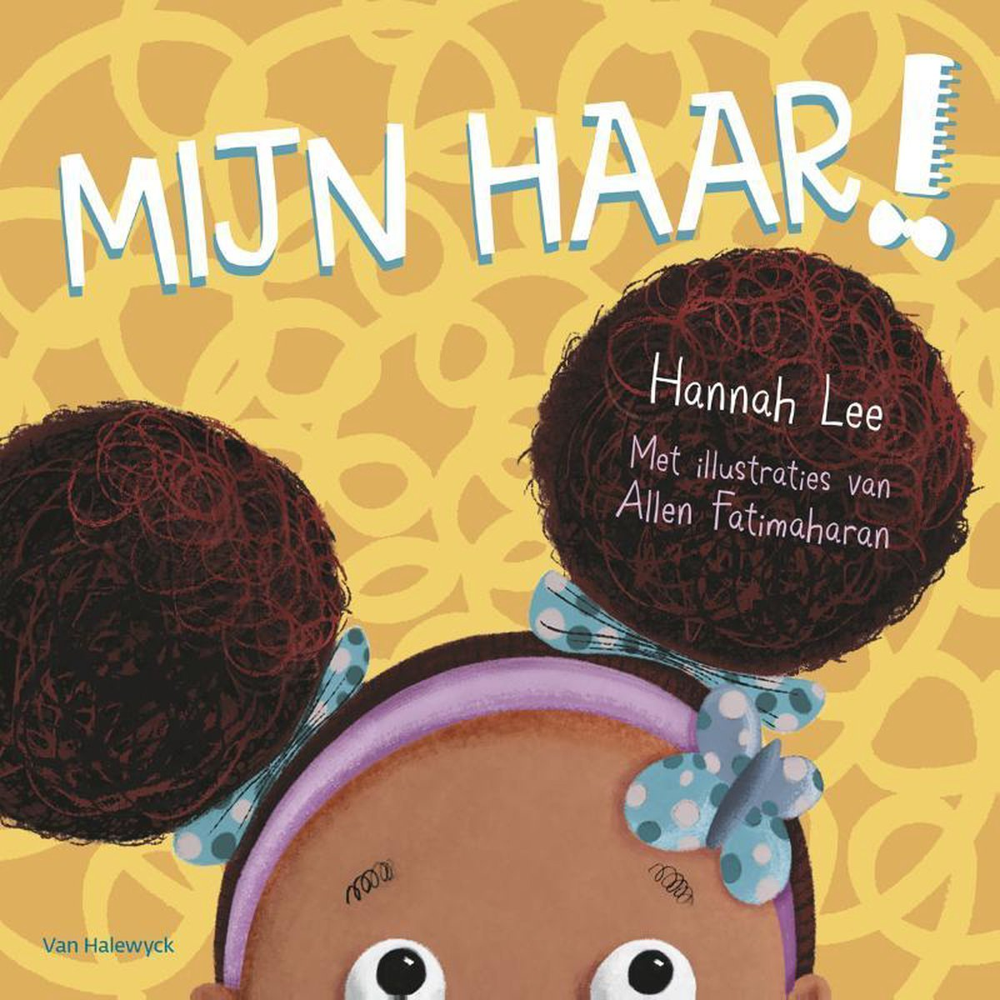 MIJN HAAR!
Hannah Lee
Met illustraties van
Allen Fatimaharan
Van Halewyck